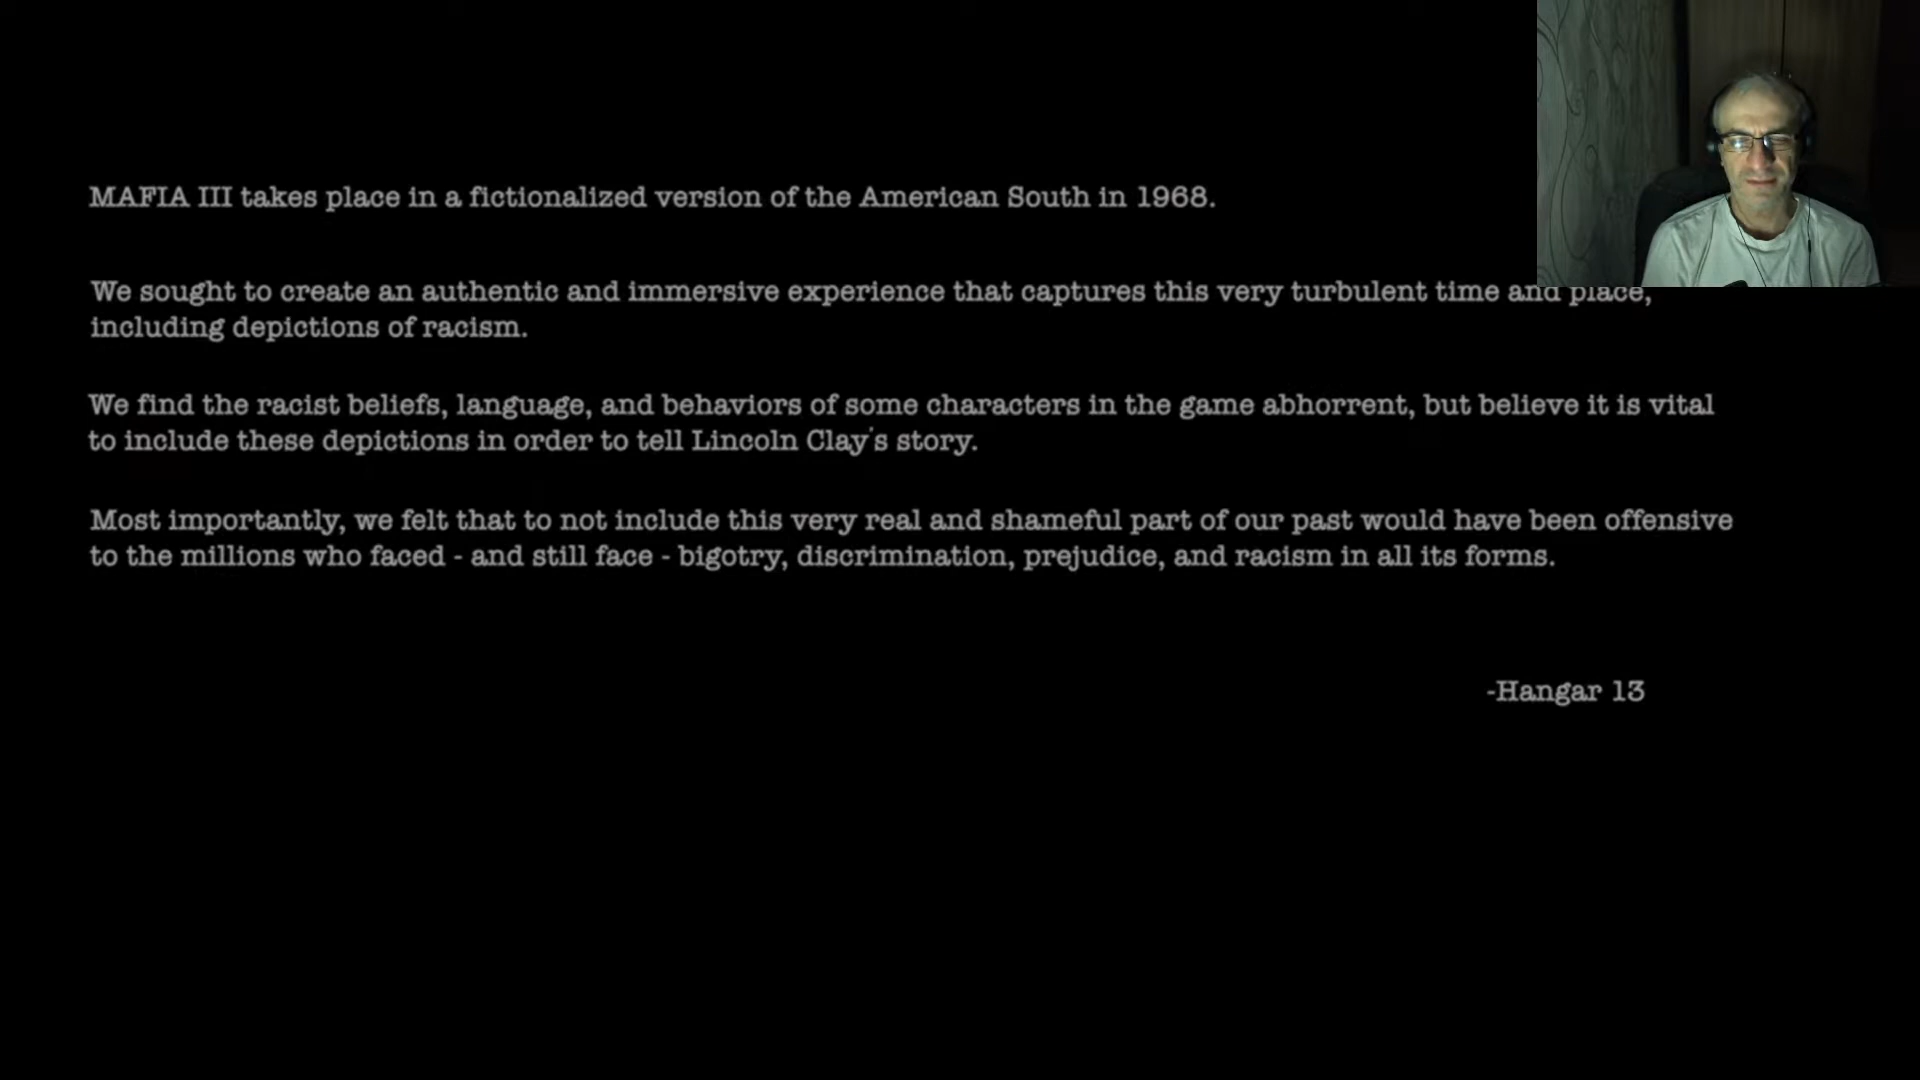 MAFIA III takes place in a fictionalized version of the American South in 1968.
We sought to create an authentic and immersive experience that captures this very turbulent time and place,
including depictions of racism.
We find the racist beliefs, language, and behaviors of some characters in the game abhorrent, but believe it is vital
to include these depictions in order to tell Lincoln Clay's story.
Most importantly, we felt that to not include this very real and shameful part of our past would have been offensive
to the millions who faced - and still face - bigotry, discrimination, prejudice, and racism in all its forms.
-Hangar 13